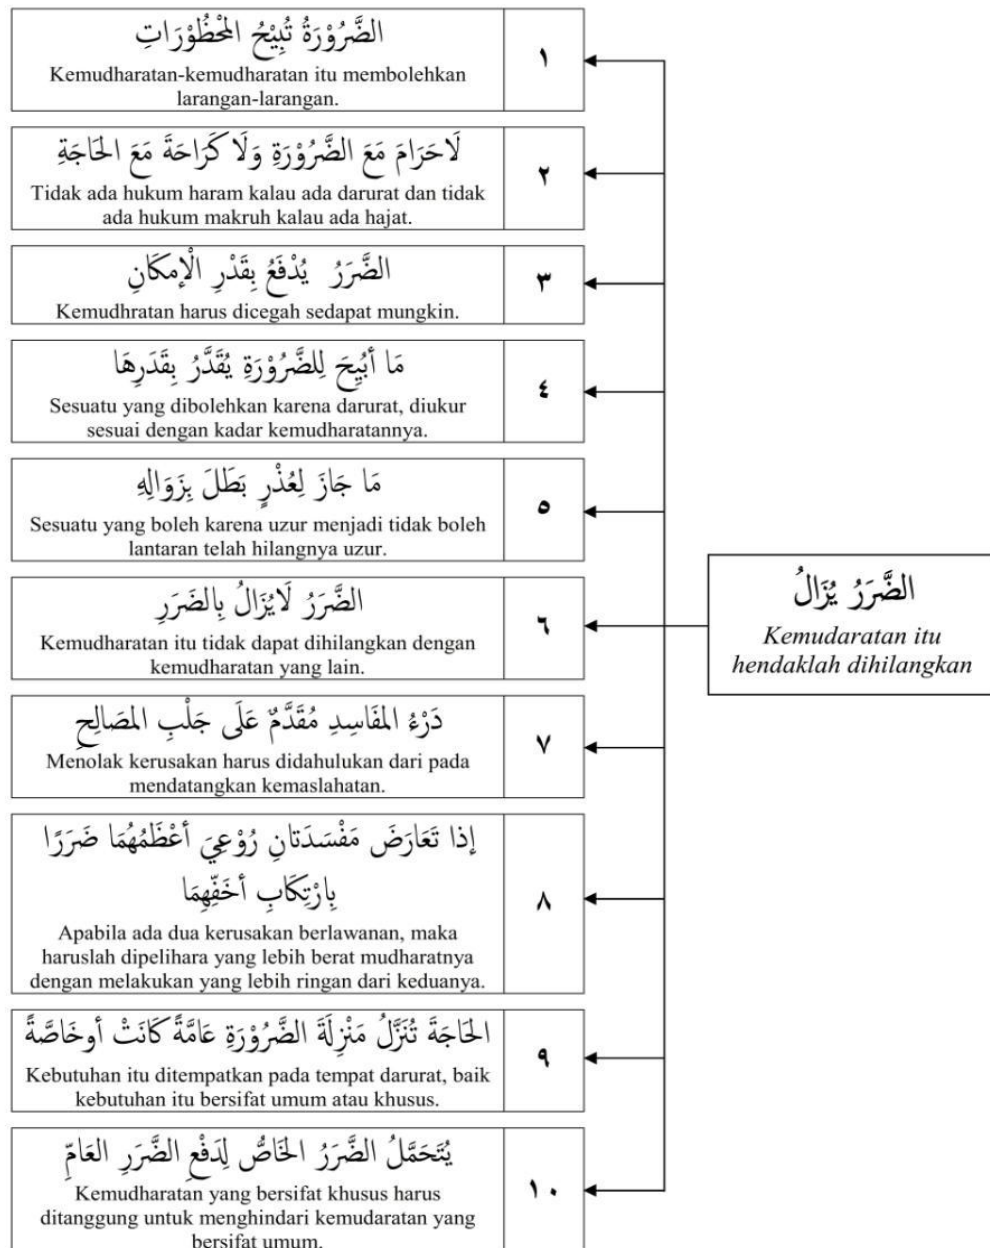 الضَّرُوْرَةُ تُبِيْحُ المْحْظُوْرَاتِ
١
Kemudharatan-kemudharatan itu membolehkan
larangan-larangan.
لَاحَرَامَ مَعَ الضَّرُوْرَةِ وَلَا كَرَاحَةَ مَعَ الحَاجَةِ
٢
Tidak ada hukum haram kalau ada darurat dan tidak
ada hukum makruh kalau ada hajat.
الضَّرَرُ يُدْفَعُ بِقَدْرِ الْإمكَانِ
٣
Kemudhratan harus dicegah sedapat mungkin.
مَا أبُيِحَ لِلضَّرُوْرَةِ يُقَدَّرُ بِقَدَرِهَا
٤
Sesuatu yang dibolehkan karena darurat, diukur
sesuai dengan kadar kemudharatannya.
مَا جَازَ لِعُذْرٍ بَطَلَ بِزَوَالِهِ
٥
Sesuatu yang boleh karena uzur menjadi tidak boleh
lantaran telah hilangnya uzur.
الضَّرَرُ لَايُزَالُ بِالضَرَرِ
٦
Kemudharatan itu tidak dapat dihilangkan dengan
kemudharatan yang lain.
دَرْءُ المفَاسِدِ مُقَدَّمٌ عَلَى جَلْبِ المصَالِحِ
٧
Menolak kerusakan harus didahulukan dari pada
mendatangkan kemaslahatan.
إذا تَعَارَضَ مَفْسَدَتانِ رُوْعِيَ أعْظَمُهُمَا ضَرَرًا
بِارْتِكَابِ أخَفِّهِمَا
٨
Apabila ada dua kerusakan berlawanan, maka
haruslah dipelihara yang lebih berat mudharatnya
dengan melakukan yang lebih ringan dari keduanya.
الحَاجَةَ تُنَزَّلُ مَنْزِلَةَ الضَّرُوْرَةِ عَامَّةً كَانَتْ أوخَاصَّةً
٩
Kebutuhan itu ditempatkan pada tempat darurat, baik
kebutuhan itu bersifat umum atau khusus.
يُتَحَمَّلُ الضَّرَرُ الخَاصُّ لِدَفْعِ الضَّرَرِ العَامِّ
١٠
Kemudharatan yang bersifat khusus harus
ditanggung untuk menghindari kemudaratan yang
bersifat umum.
الضَّرَرُ يُزَالُ
Kemudaratan itu
hendaklah dihilangkan